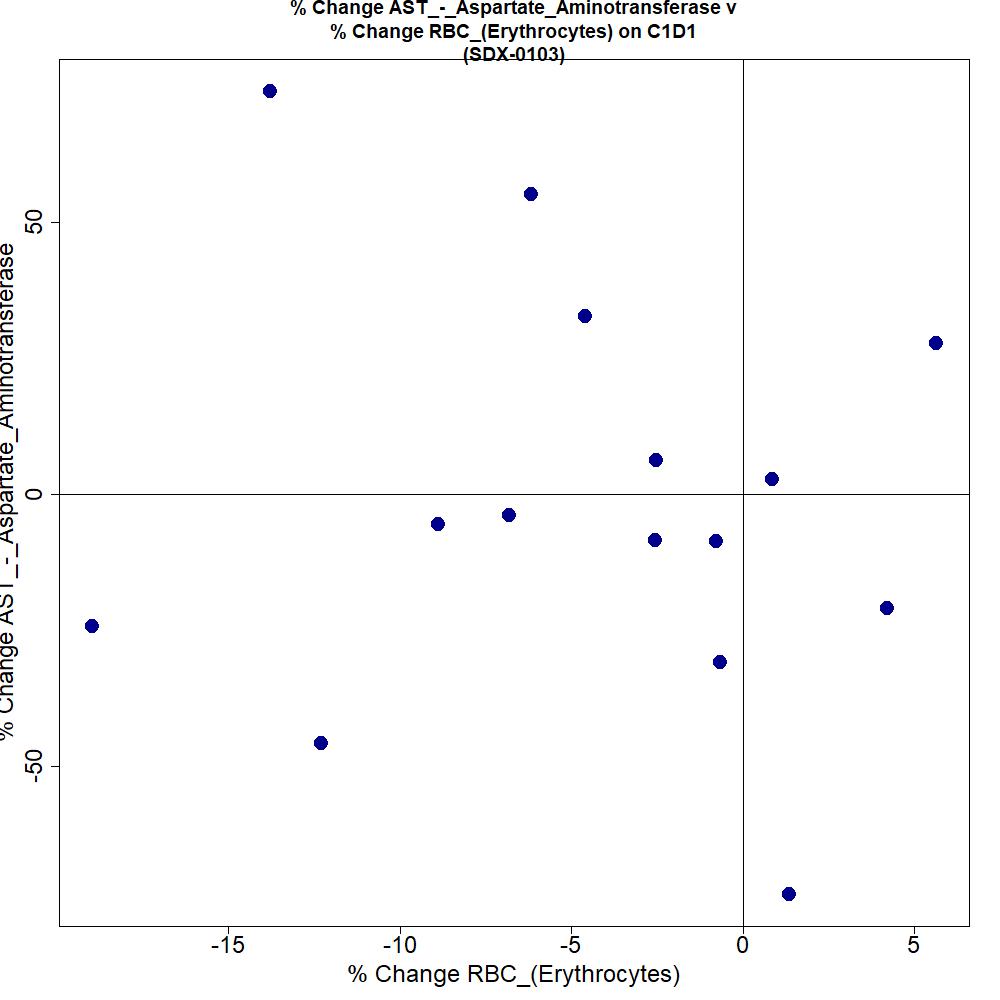 % Change AST_-_Aspartate_Aminotransferase v
% Change RBC_(Erythrocytes) on C1D1
(SDX-0103)
% Change AST_-_Aspartate_Aminotransferase
50
0
-50
-15
-10
-5
0
5
% Change RBC_(Erythrocytes)